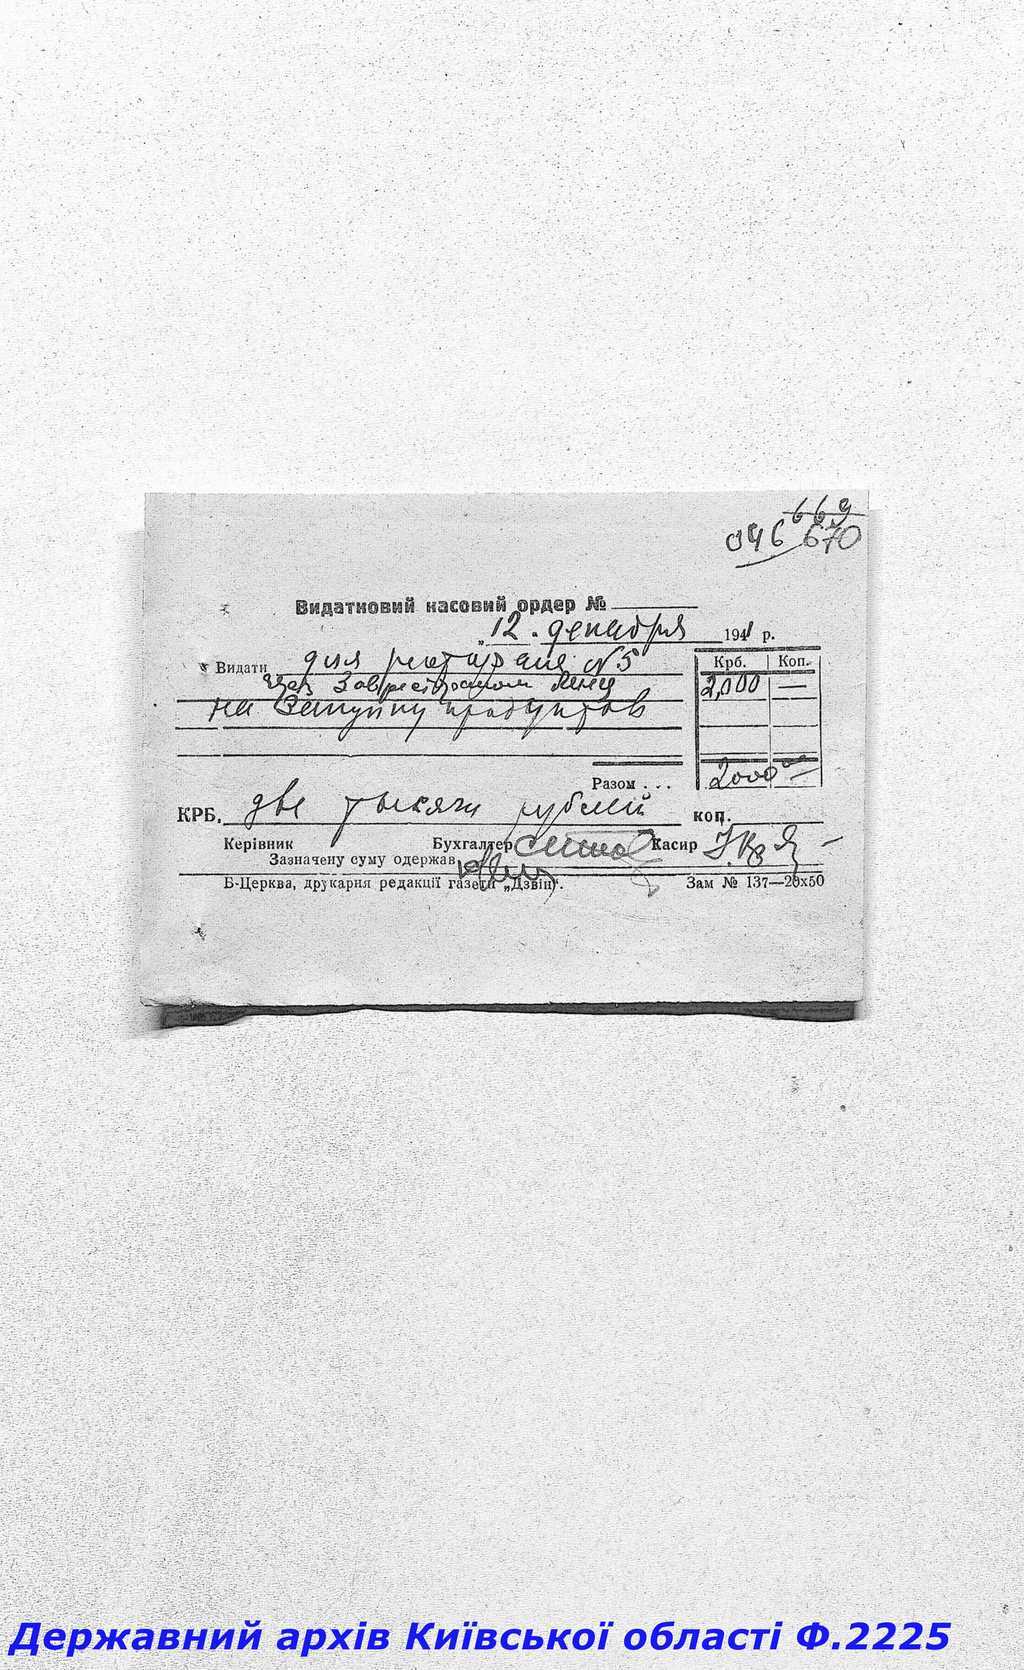 669
046 670
Видатковий касовий ордер №
„12. декабря 1941 р.
Видати для ресторана N5
Крб. Коп.
через Заврестораном 2,000 —
на Закупку продуктов
Разом . . . 2000 —
КРБ. две тысячи рублей коп.
Керівник Бухгалтер Касир
Зазначену суму одержав
Б-Церква, друкарня редакції газети „Дзвін“. Зам № 137—20х50
Державний архів Київської області Ф.2225